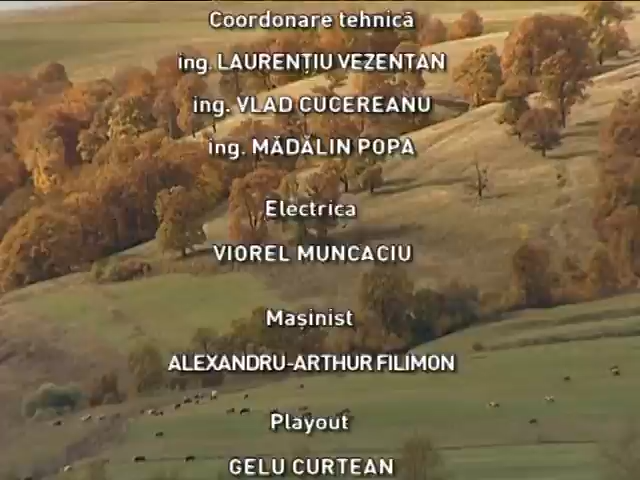 Coordonare tehnică
ing. LAURENȚIU VEZENTAN
ing. VLAD CUCEREANU
ing. MĂDĂLIN POPA
Electrica
VIOREL MUNCACIU
Mașinist
ALEXANDRU-ARTHUR FILIMON
Playout
GELU CURTEAN